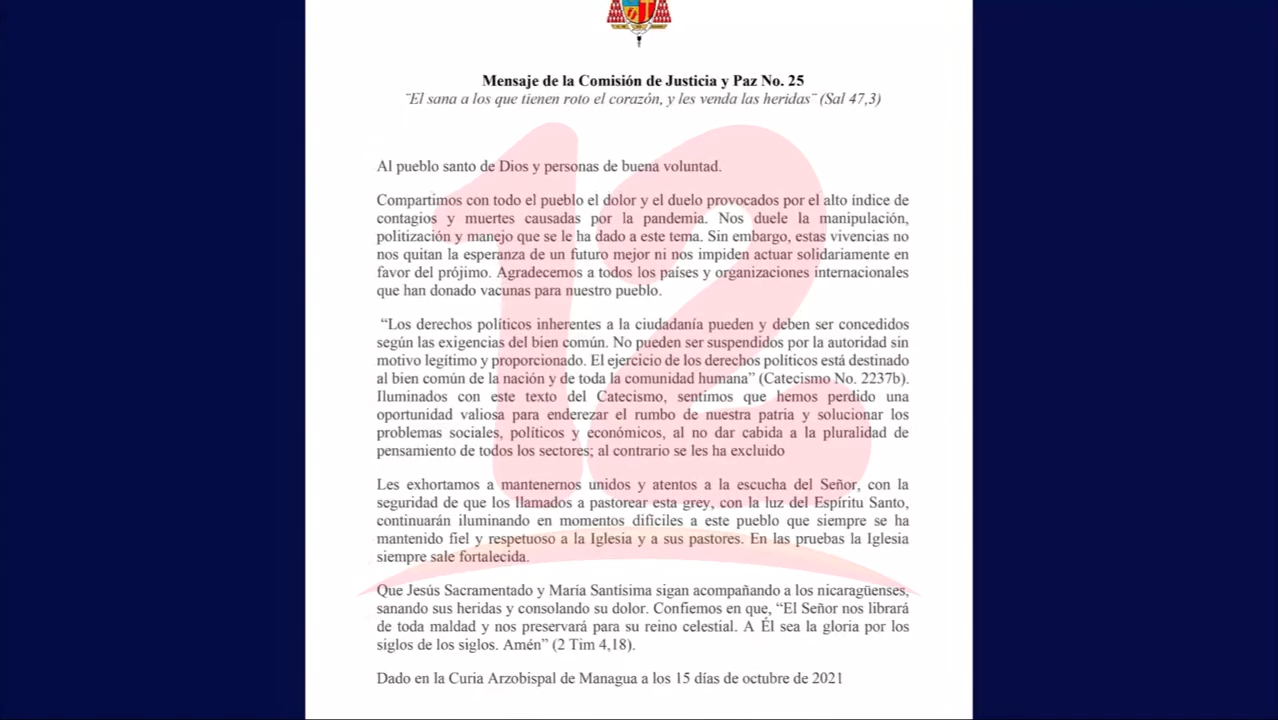 Mensaje de la Comisión de Justicia y Paz No. 25
¨El sana a los que tienen roto el corazón, y les venda las heridas¨ (Sal 47,3)
Al pueblo santo de Dios y personas de buena voluntad.
Compartimos con todo el pueblo el dolor y el duelo provocados por el alto índice de
contagios y muertes causadas por la pandemia. Nos duele la manipulación,
politización y manejo que se le ha dado a este tema. Sin embargo, estas vivencias no
nos quitan la esperanza de un futuro mejor ni nos impiden actuar solidariamente en
favor del prójimo. Agradecemos a todos los países y organizaciones internacionales
que han donado vacunas para nuestro pueblo.
“Los derechos políticos inherentes a la ciudadanía pueden y deben ser concedidos
según las exigencias del bien común. No pueden ser suspendidos por la autoridad sin
motivo legítimo y proporcionado. El ejercicio de los derechos políticos está destinado
al bien común de la nación y de toda la comunidad humana” (Catecismo No. 2237b).
Iluminados con este texto del Catecismo, sentimos que hemos perdido una
oportunidad valiosa para enderezar el rumbo de nuestra patria y solucionar los
problemas sociales, políticos y económicos, al no dar cabida a la pluralidad de
pensamiento de todos los sectores; al contrario se les ha excluido
Les exhortamos a mantenernos unidos y atentos a la escucha del Señor, con la
seguridad de que los llamados a pastorear esta grey, con la luz del Espíritu Santo,
continuarán iluminando en momentos difíciles a este pueblo que siempre se ha
mantenido fiel y respetuoso a la Iglesia y a sus pastores. En las pruebas la Iglesia
siempre sale fortalecida.
Que Jesús Sacramentado y María Santísima sigan acompañando a los nicaragüenses,
sanando sus heridas y consolando su dolor. Confiemos en que, “El Señor nos librará
de toda maldad y nos preservará para su reino celestial. A Él sea la gloria por los
siglos de los siglos. Amén” (2 Tim 4,18).
Dado en la Curia Arzobispal de Managua a los 15 días de octubre de 2021
12